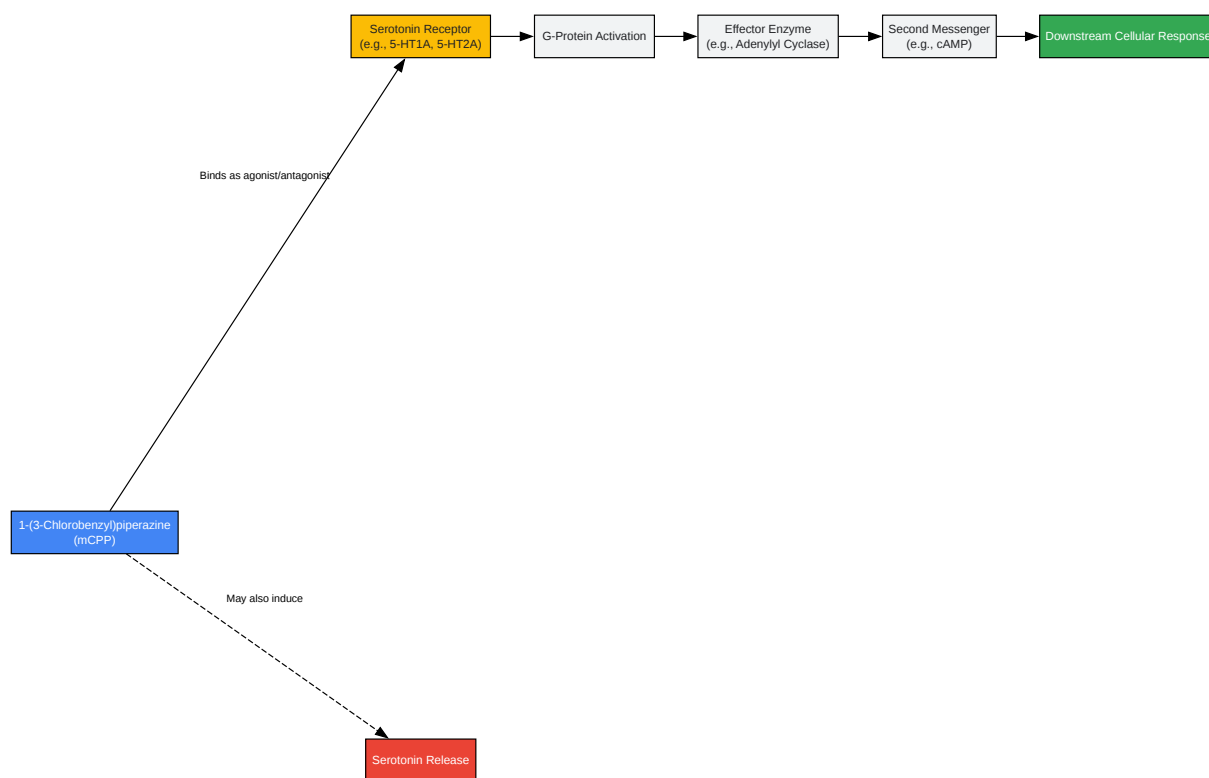 Serotonin Receptor
(e.g., 5-HT1A, 5-HT2A)
G-Protein Activation
Effector Enzyme
(e.g., Adenylyl Cyclase)
Second Messenger
(e.g., cAMP)
Downstream Cellular Response
Binds as agonist/antagonist
1-(3-Chlorobenzyl)piperazine
(mCPP)
May also induce
Serotonin Release